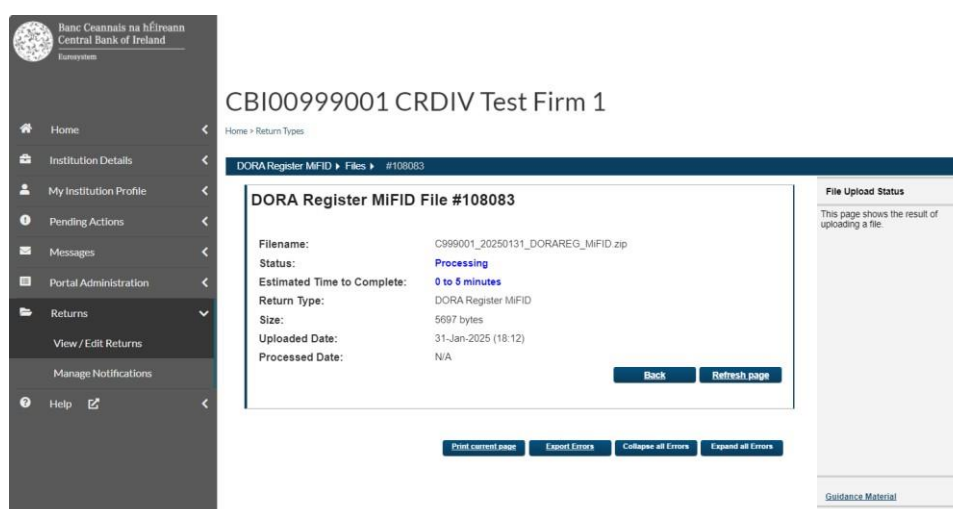 Banc Ceannais na hÉireann
Central Bank of Ireland
Eurosystem
CBI00999001 CRDIV Test Firm 1
Home > Return Types
Home
Institution Details
My Institution Profile
Pending Actions
Messages
Portal Administration
Returns
View / Edit Returns
Manage Notifications
Help
DORA Register MiFID Files #108083
DORA Register MiFID File #108083
Filename: C999001_20250131_DORAREG_MiFID.zip
Status: Processing
Estimated Time to Complete: 0 to 5 minutes
Return Type: DORA Register MiFID
Size: 5697 bytes
Uploaded Date: 31-Jan-2025 (18:12)
Processed Date: N/A
Back Refresh page
Print current page Export Errors Collapse all Errors Expand all Errors
File Upload Status
This page shows the result of
uploading a file.
Guidance Material